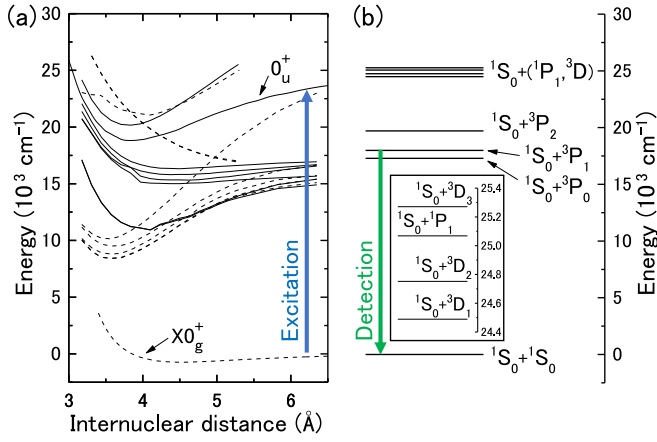 (a)
30
25
20
15
10
5
0
Energy (10³ cm⁻¹)
0ᵤ⁺
X0g⁺
Excitation
3 4 5 6
Internuclear distance (Å)
(b)
¹S₀+(¹P₁,³D)
¹S₀+³P₂
¹S₀+³P₁
¹S₀+³P₀
¹S₀+³D₃
¹S₀+¹P₁
¹S₀+³D₂
¹S₀+³D₁
25.4
25.2
25.0
24.8
24.6
24.4
Detection
¹S₀+¹S₀
30
25
20
15
10
5
0
Energy (10³ cm⁻¹)